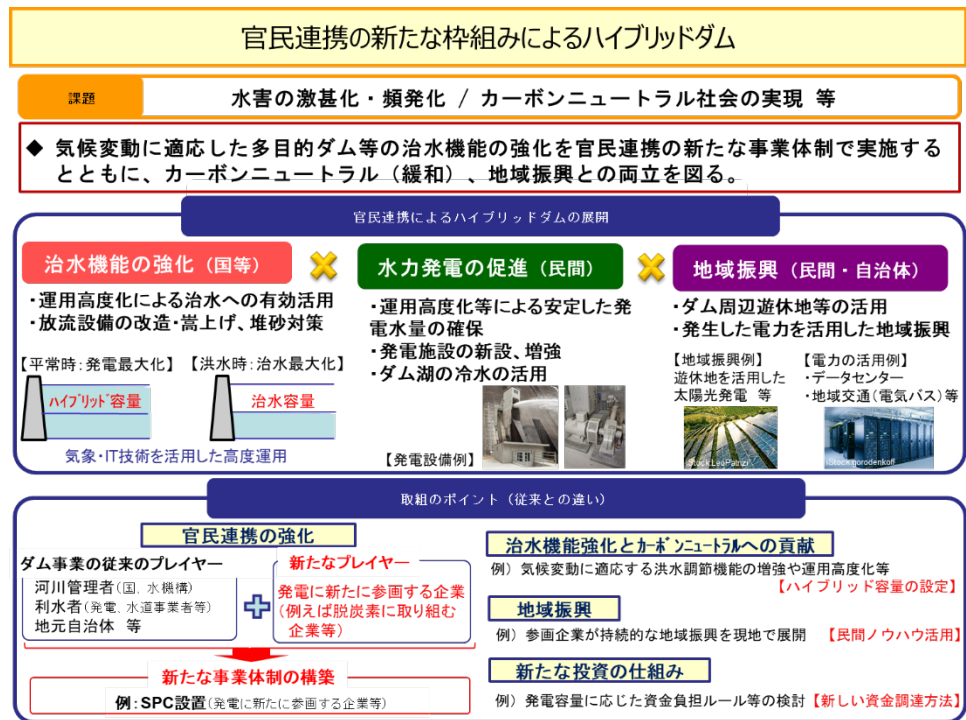 官民連携の新たな枠組みによるハイブリッドダム
課題
水害の激甚化・頻発化 / カーボンニュートラル社会の実現 等
◆ 気候変動に適応した多目的ダム等の治水機能の強化を官民連携の新たな事業体制で実施する
とともに、カーボンニュートラル（緩和）、地域振興との両立を図る。
官民連携によるハイブリッドダムの展開
治水機能の強化（国等）
・運用高度化による治水への有効活用
・放流設備の改造・嵩上げ、堆砂対策
【平常時：発電最大化】
【洪水時：治水最大化】
ハイブリッド容量
治水容量
気象・IT技術を活用した高度運用
水力発電の促進（民間）
・運用高度化等による安定した発
電水量の確保
・発電施設の新設、増強
・ダム湖の冷水の活用
【発電設備例】
地域振興（民間・自治体）
・ダム周辺遊休地等の活用
・発生した電力を活用した地域振興
【地域振興例】
遊休地を活用した
太陽光発電 等
【電力の活用例】
・データセンター
・地域交通（電気バス）等
取組のポイント（従来との違い）
官民連携の強化
ダム事業の従来のプレイヤー
河川管理者（国、水機構）
利水者（発電、水道事業者等）
地元自治体 等
新たなプレイヤー
発電に新たに参画する企業
（例えば脱炭素に取り組む
企業等）
新たな事業体制の構築
例：SPC設置（発電に新たに参画する企業等）
治水機能強化とカーボンニュートラルへの貢献
例）気候変動に適応する洪水調節機能の増強や運用高度化等
【ハイブリッド容量の設定】
地域振興
例）参画企業が持続的な地域振興を現地で展開 【民間ノウハウ活用】
新たな投資の仕組み
例）発電容量に応じた資金負担ルール等の検討【新しい資金調達方法】